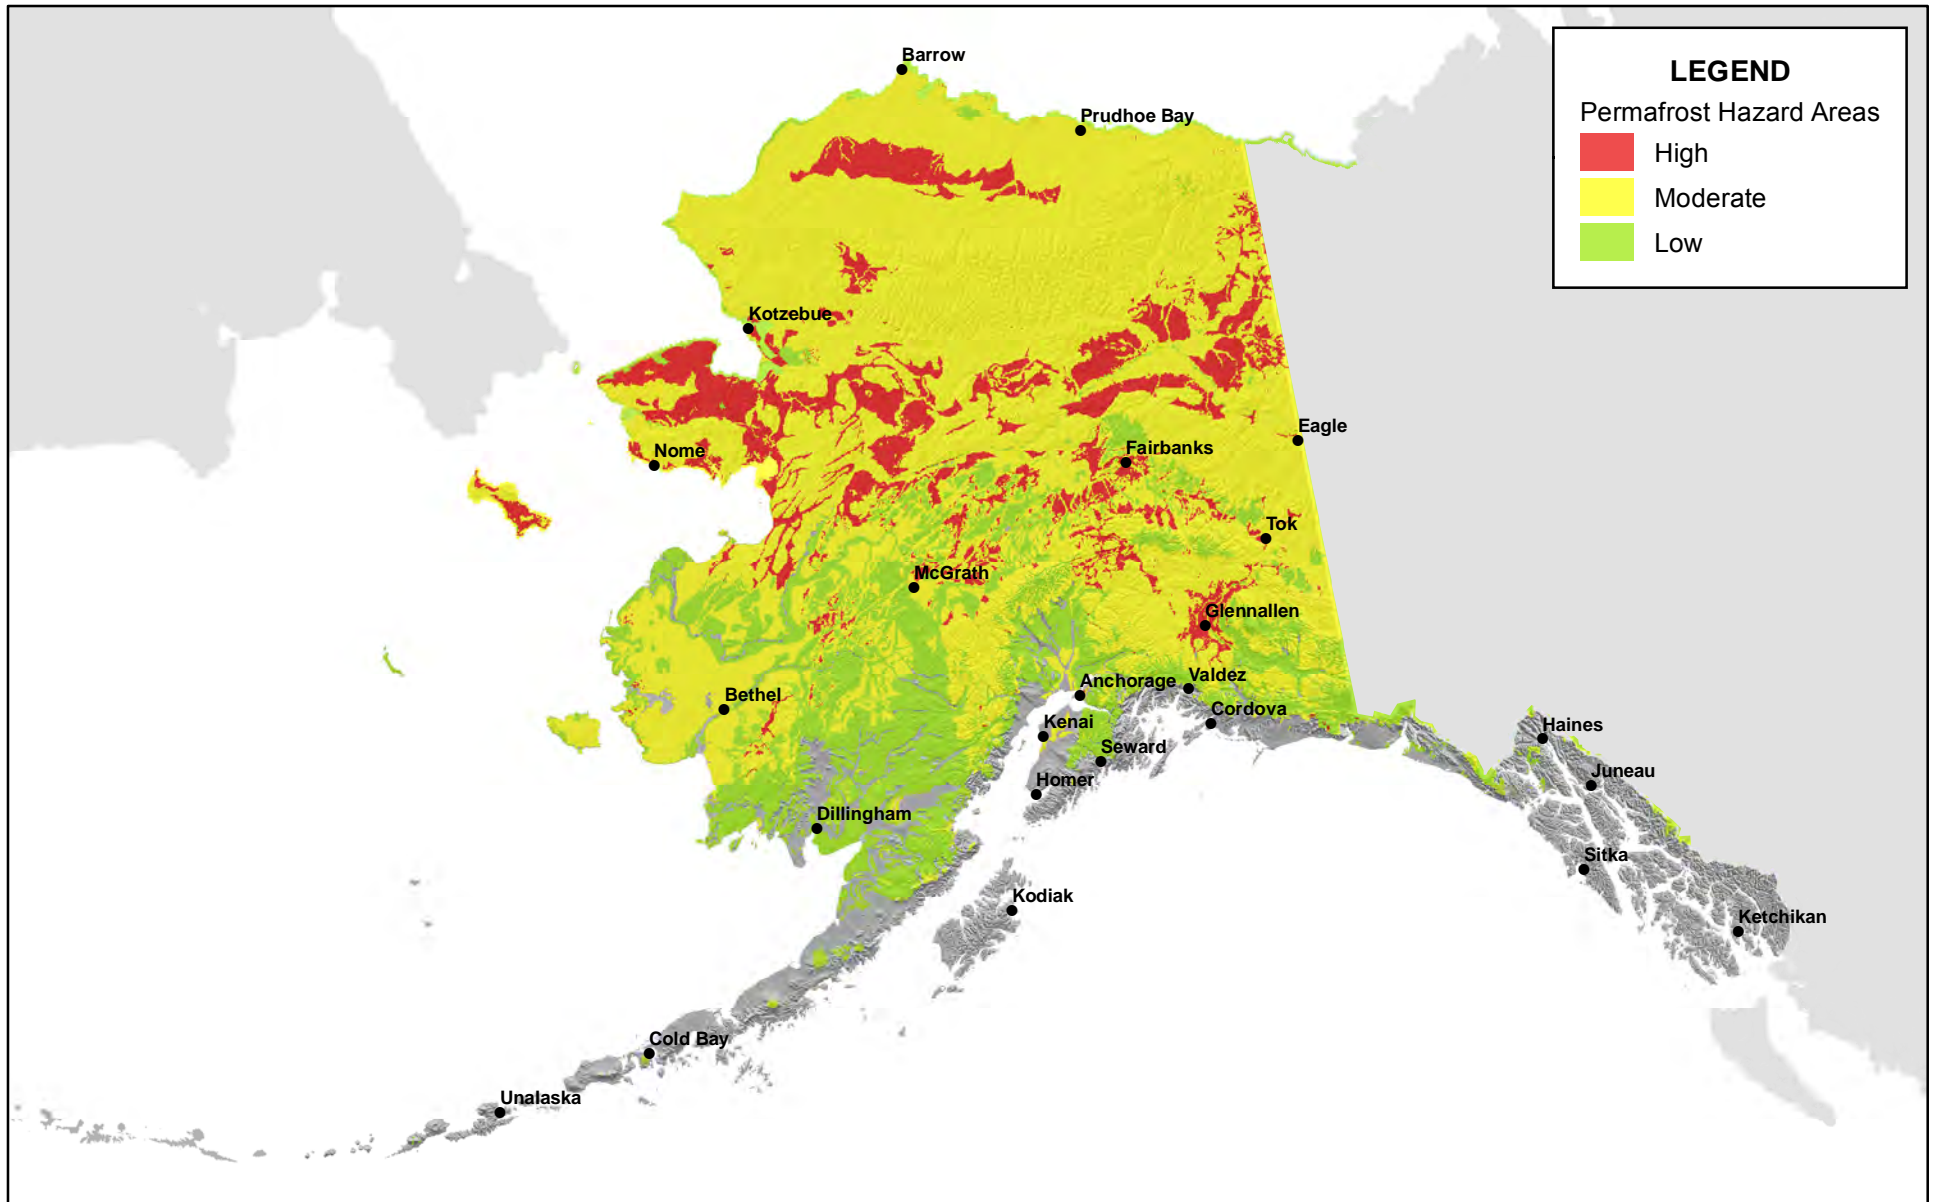 Barrow
Prudhoe Bay
LEGEND
Permafrost Hazard Areas
High
Moderate
Low
Kotzebue
Nome
Fairbanks
Eagle
Tok
McGrath
Glennallen
Bethel
Anchorage
Valdez
Kenai
Cordova
Seward
Haines
Homer
Juneau
Dillingham
Sitka
Kodiak
Ketchikan
Cold Bay
Unalaska